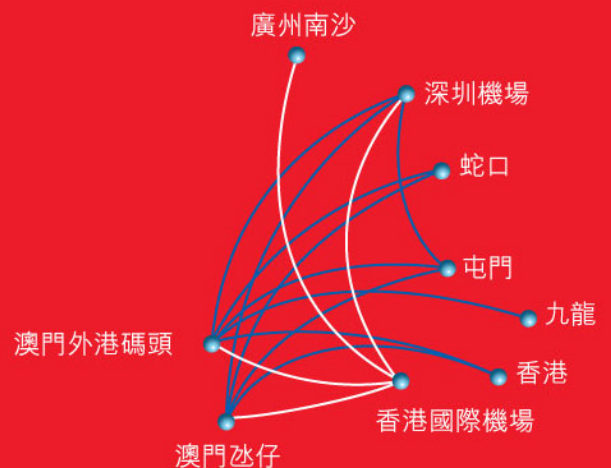 廣州南沙
深圳機場
蛇口
屯門
九龍
澳門外港碼頭
香港
香港國際機場
澳門氹仔